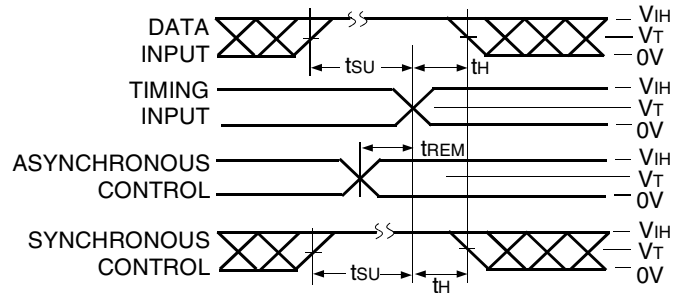 DATA
INPUT
tSU
tH
VIH
VT
0V
TIMING
INPUT
VIH
VT
0V
tREM
ASYNCHRONOUS
CONTROL
VIH
VT
0V
SYNCHRONOUS
CONTROL
tSU
tH
VIH
VT
0V